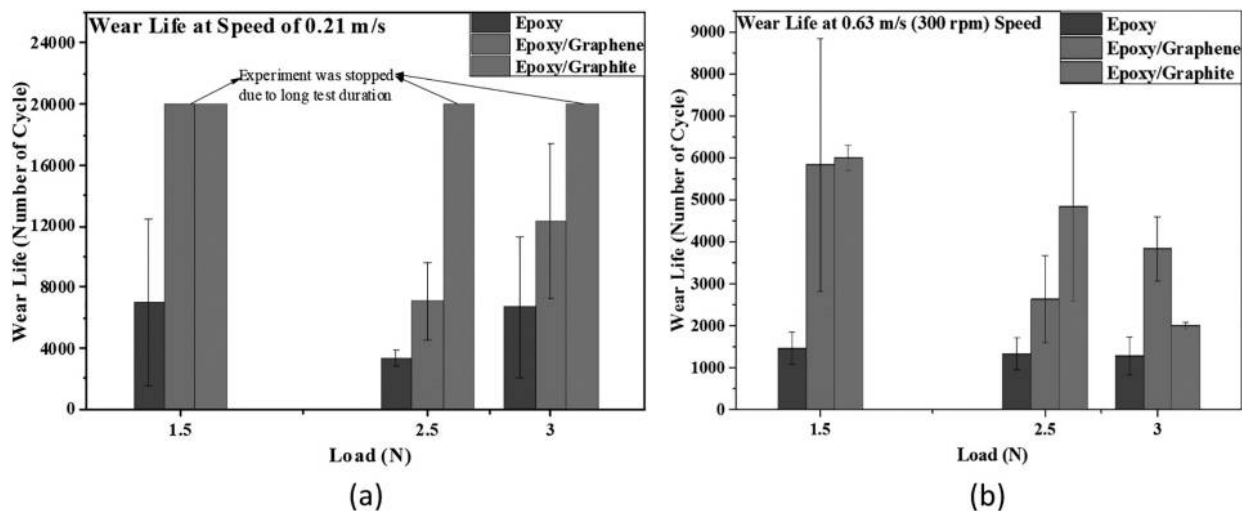 Wear Life at Speed of 0.21 m/s
Epoxy
Epoxy/Graphene
Epoxy/Graphite
Experiment was stopped
due to long test duration
24000
20000
16000
12000
8000
4000
0
Wear Life (Number of Cycle)
1.5
2.5
3
Load (N)
(a)
Wear Life at 0.63 m/s (300 rpm) Speed
Epoxy
Epoxy/Graphene
Epoxy/Graphite
9000
8000
7000
6000
5000
4000
3000
2000
1000
0
Wear Life (Number of Cycle)
1.5
2.5
3
Load (N)
(b)